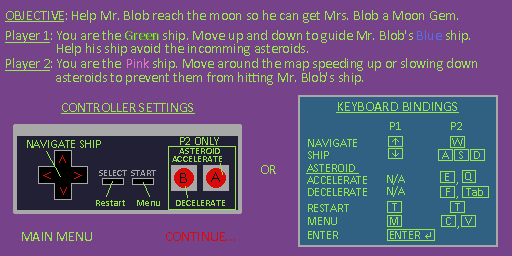 OBJECTIVE: Help Mr. Blob reach the moon so he can get Mrs. Blob a Moon Gem.
Player 1: You are the Green ship. Move up and down to guide Mr. Blob's Blue ship.
Help his ship avoid the incomming asteroids.
Player 2: You are the Pink ship. Move around the map speeding up or slowing down
asteroids to prevent them from hitting Mr. Blob's ship.
CONTROLLER SETTINGS
NAVIGATE SHIP
P2 ONLY
ASTEROID
ACCELERATE
SELECT START
B A
Restart Menu
DECELERATE
OR
KEYBOARD BINDINGS
P1 P2
NAVIGATE ↑ W
SHIP ↓ A S D
ASTEROID
ACCELERATE N/A E, Q
DECELERATE N/A F, Tab
RESTART T T
MENU M C, V
ENTER ENTER ↵
MAIN MENU
CONTINUE...